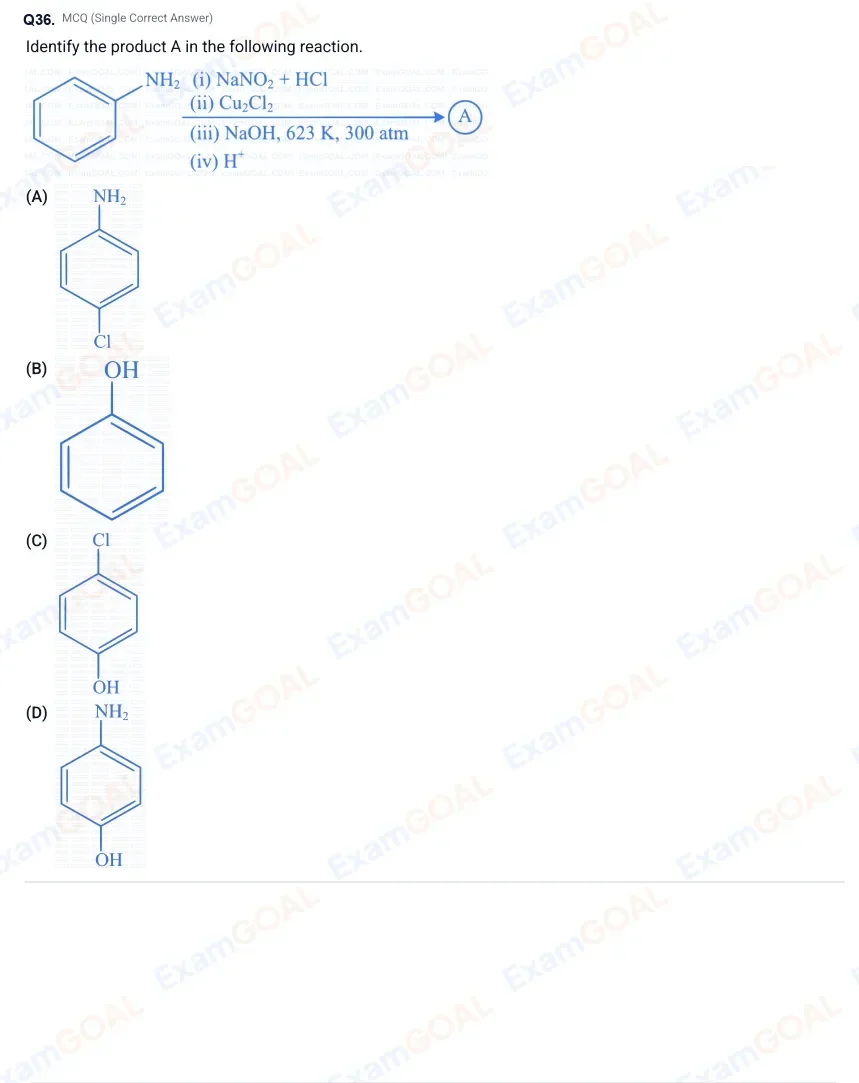 Q36. MCQ (Single Correct Answer)
Identify the product A in the following reaction.
NH₂ (i) NaNO₂ + HCl
(ii) Cu₂Cl₂
A
(iii) NaOH, 623 K, 300 atm
(iv) H⁺
(A) NH₂
Cl
(B) OH
(C) Cl
OH
(D) NH₂
OH
ExamGOAL